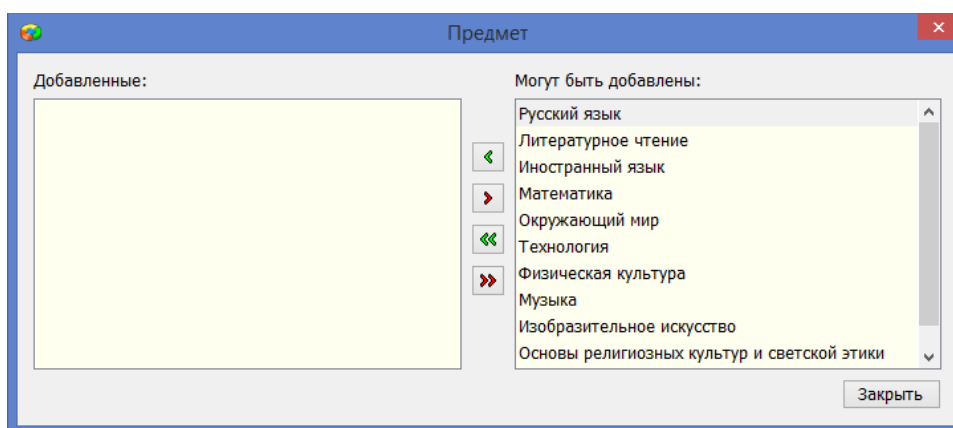 Предмет
Добавленные:
Могут быть добавлены:
Русский язык
Литературное чтение
Иностранный язык
Математика
Окружающий мир
Технология
Физическая культура
Музыка
Изобразительное искусство
Основы религиозных культур и светской этики
Закрыть